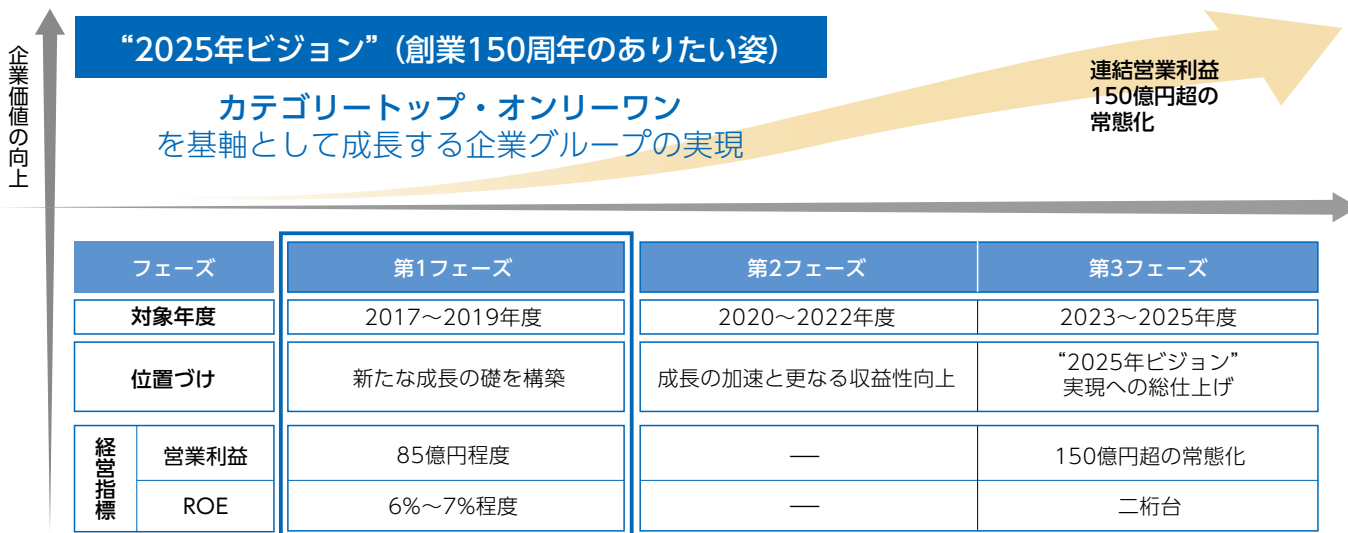 企業価値の向上
“2025年ビジョン”（創業150周年のありたい姿）
カテゴリートップ・オンリーワン
を基軸として成長する企業グループの実現
連結営業利益
150億円超の
常態化
フェーズ 第1フェーズ 第2フェーズ 第3フェーズ
対象年度 2017～2019年度 2020～2022年度 2023～2025年度
位置づけ 新たな成長の礎を構築 成長の加速と更なる収益性向上 “2025年ビジョン”
実現への総仕上げ
経営指標
営業利益 85億円程度 ― 150億円超の常態化
ROE 6%～7%程度 ― 二桁台